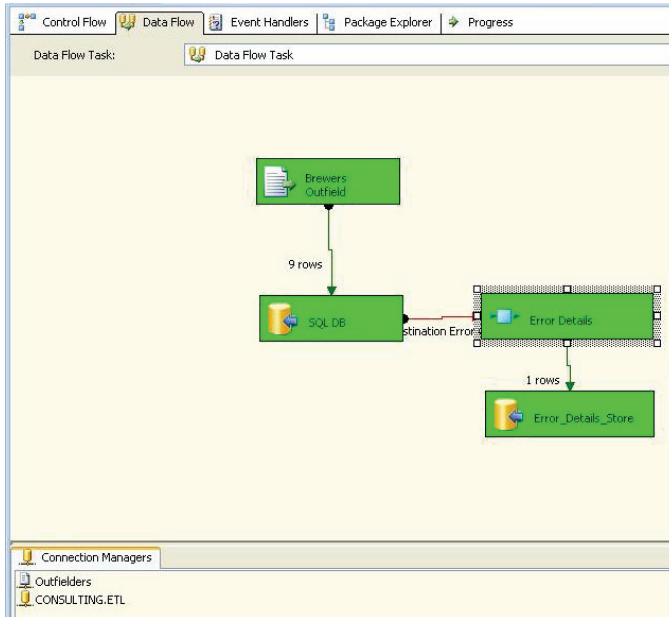 Control Flow Data Flow Event Handlers Package Explorer Progress
Data Flow Task: Data Flow Task
Brewers
Outfield
9 rows
SQL DB
stination Error
Error Details
1 rows
Error_Details_Store
Connection Managers
Outfielders
CONSULTING.ETL